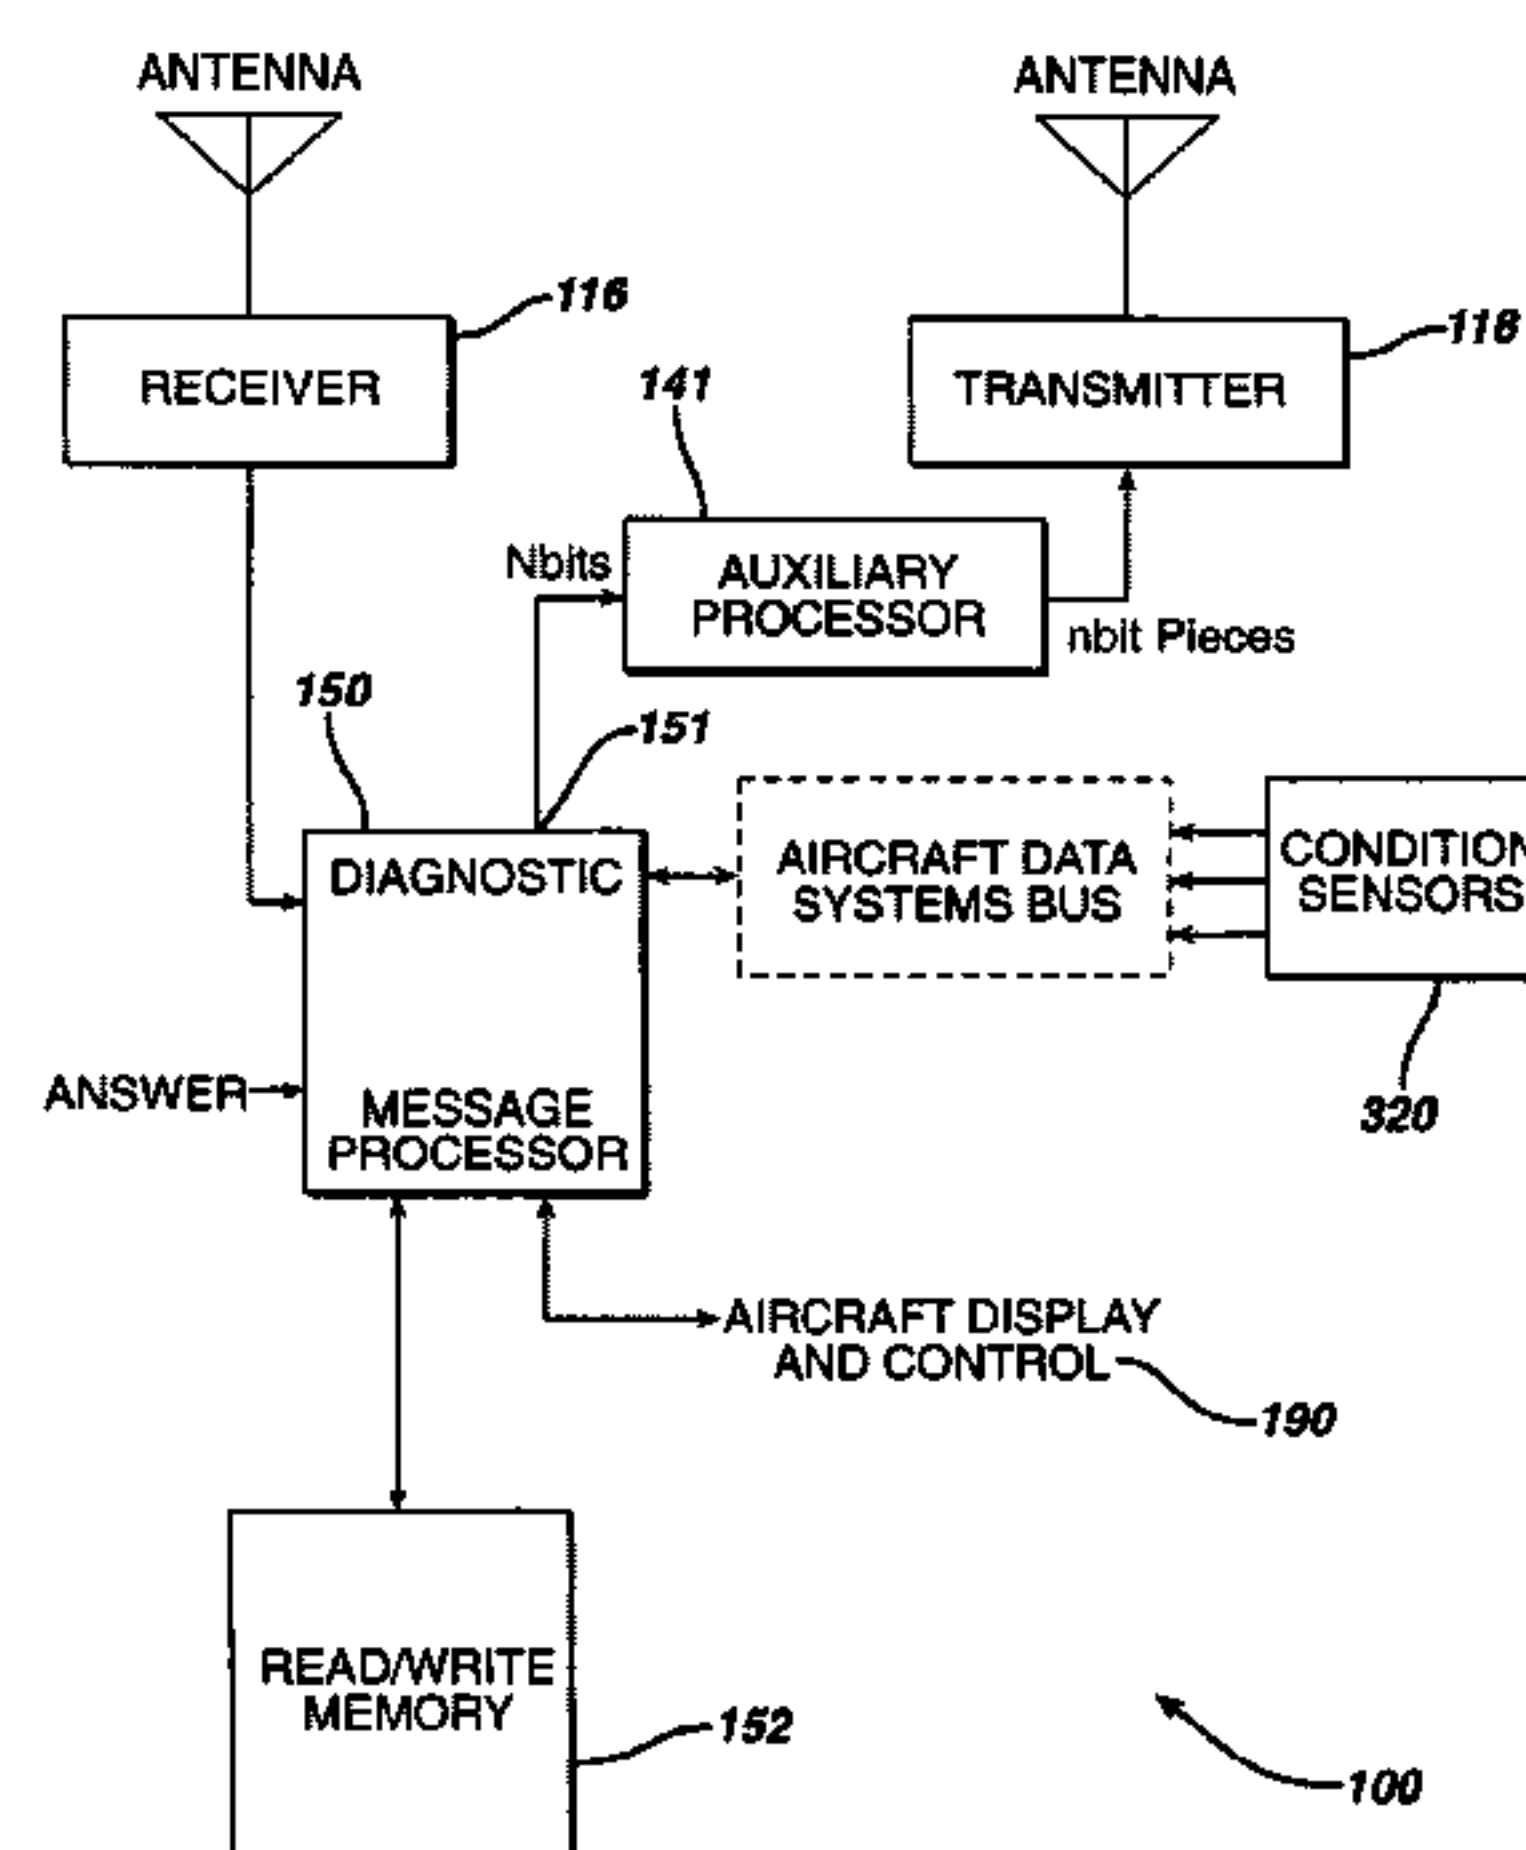 ANTENNA
ANTENNA
116
RECEIVER
118
TRANSMITTER
141
Nbits
AUXILIARY
PROCESSOR
nbit Pieces
150
151
DIAGNOSTIC
AIRCRAFT DATA
SYSTEMS BUS
CONDITION
SENSORS
320
ANSWER
MESSAGE
PROCESSOR
AIRCRAFT DISPLAY
AND CONTROL
190
READ/WRITE
MEMORY
152
100